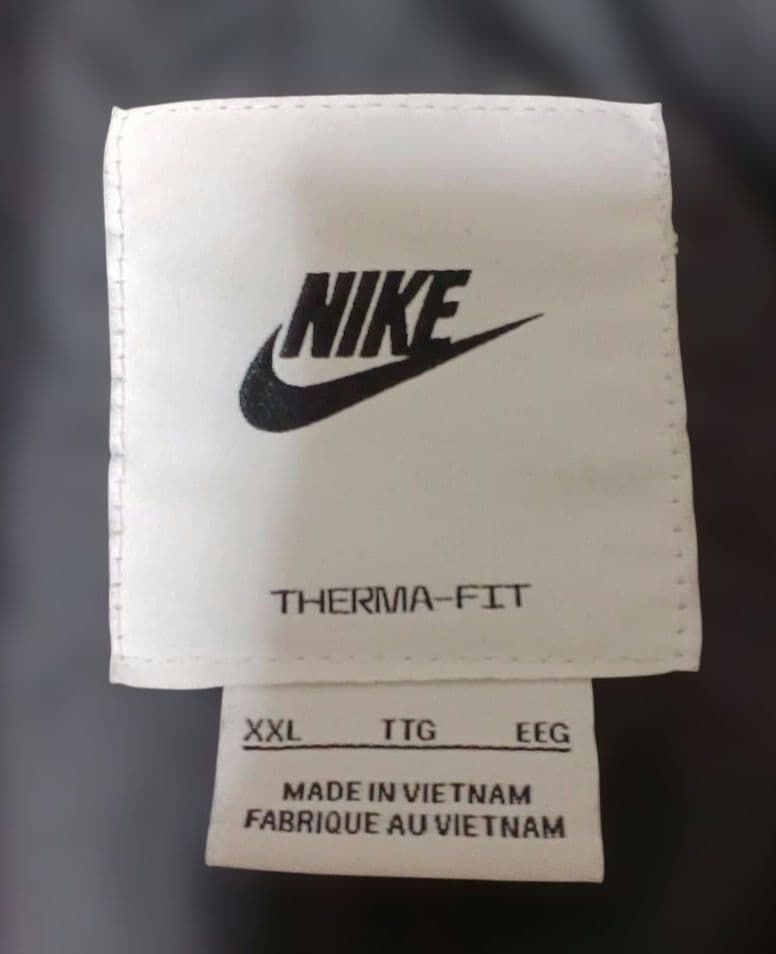 NIKE
THERMA-FIT
XXL TTG EEG
MADE IN VIETNAM
FABRIQUE AU VIETNAM